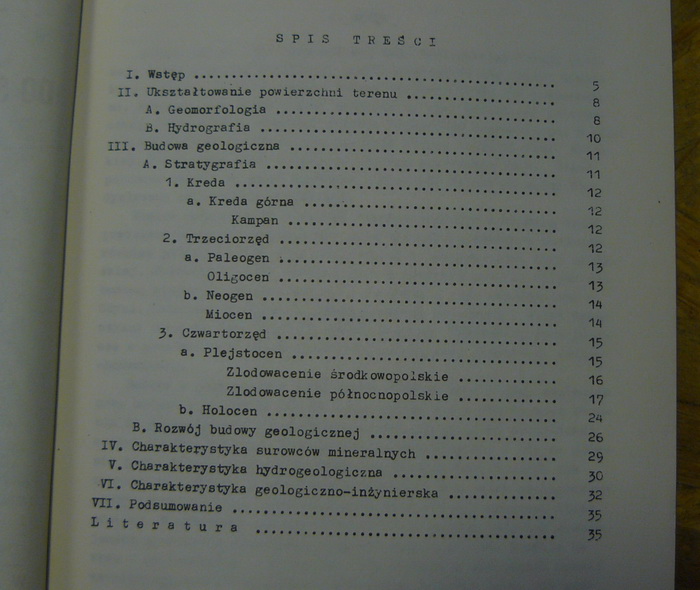 SPIS TREŚCI
I. Wstęp ........ 5
II. Ukształtowanie powierzchni terenu ........ 8
A. Geomorfologia ........ 8
B. Hydrografia ........ 10
III. Budowa geologiczna ........ 11
A. Stratygrafia ........ 11
1. Kreda ........ 12
a. Kreda górna ........ 12
Kampan ........ 12
2. Trzeciorzęd ........ 12
a. Paleogen ........ 13
Oligocen ........ 13
b. Neogen ........ 14
Miocen ........ 14
3. Czwartorzęd ........ 15
a. Plejstocen ........ 15
Zlodowacenie środkowopolskie ........ 16
Zlodowacenie północnopolskie ........ 17
b. Holocen ........ 24
B. Rozwój budowy geologicznej ........ 26
IV. Charakterystyka surowców mineralnych ........ 29
V. Charakterystyka hydrogeologiczna ........ 30
VI. Charakterystyka geologiczno-inżynierska ........ 32
VII. Podsumowanie ........ 35
Literatura ........ 35